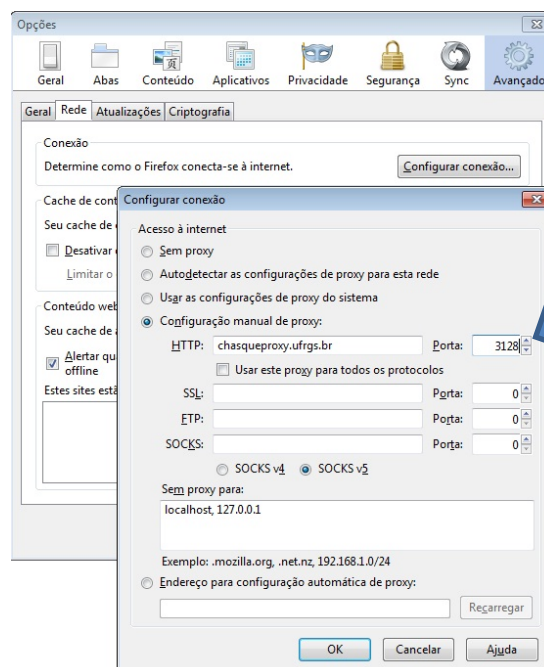 Opções
Geral Abas Conteúdo Aplicativos Privacidade Segurança Sync Avançado
Geral Rede Atualizações Criptografia
Conexão
Determine como o Firefox conecta-se à internet. Configurar conexão...
Cache de cont
Seu cache de
Desativar
Limitar o
Conteúdo web
Seu cache de a
Alertar qu
offline
Estes sites estã
Configurar conexão
Acesso à internet
Sem proxy
Autodetectar as configurações de proxy para esta rede
Usar as configurações de proxy do sistema
Configuração manual de proxy:
HTTP: chasqueproxy.ufrgs.br Porta: 3128
Usar este proxy para todos os protocolos
SSL: Porta: 0
FTP: Porta: 0
SOCKS: Porta: 0
SOCKS v4 SOCKS v5
Sem proxy para:
localhost, 127.0.0.1
Exemplo: .mozilla.org, .net.nz, 192.168.1.0/24
Endereço para configuração automática de proxy:
Recarregar
OK Cancelar Ajuda